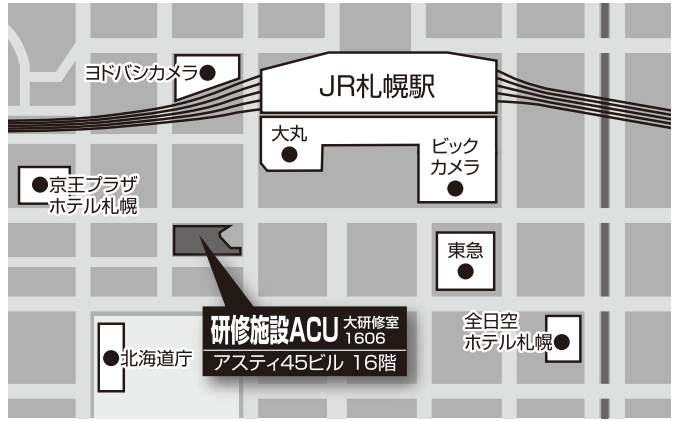 ヨドバシカメラ
JR札幌駅
大丸
ビック
カメラ
京王プラザ
ホテル札幌
東急
研修施設ACU 大研修室
1606
アスティ45ビル 16階
全日空
ホテル札幌
北海道庁